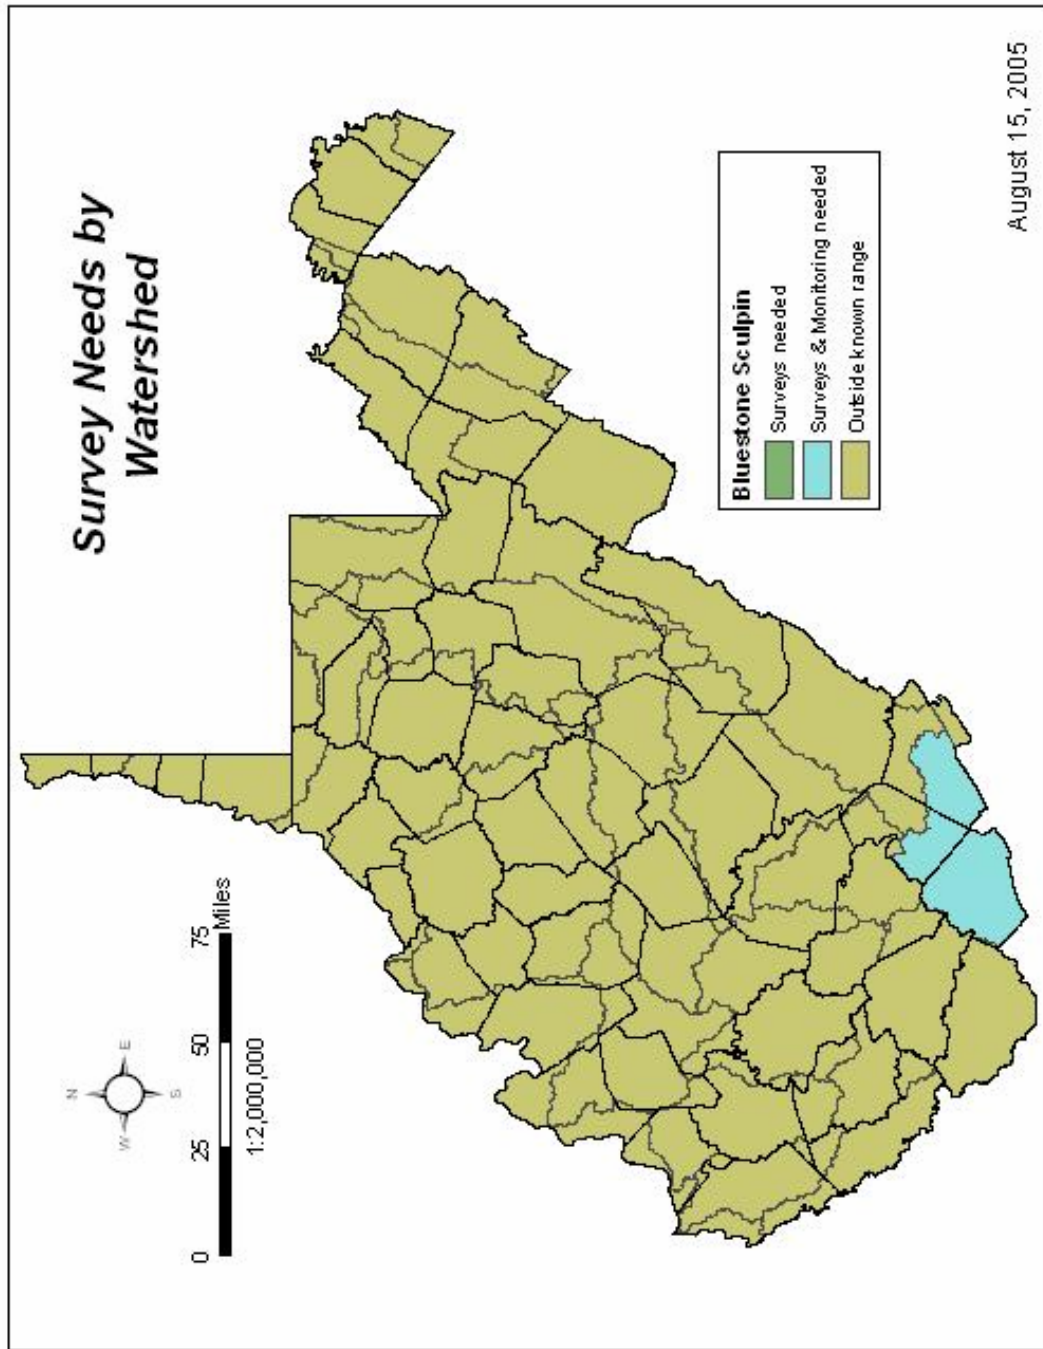 Survey Needs by
Watershed
N
W
E
S
0
25
50
75
Miles
1:2,000,000
Bluestone Sculpin
Surveys needed
Surveys & Monitoring needed
Outside known range
August 15, 2005